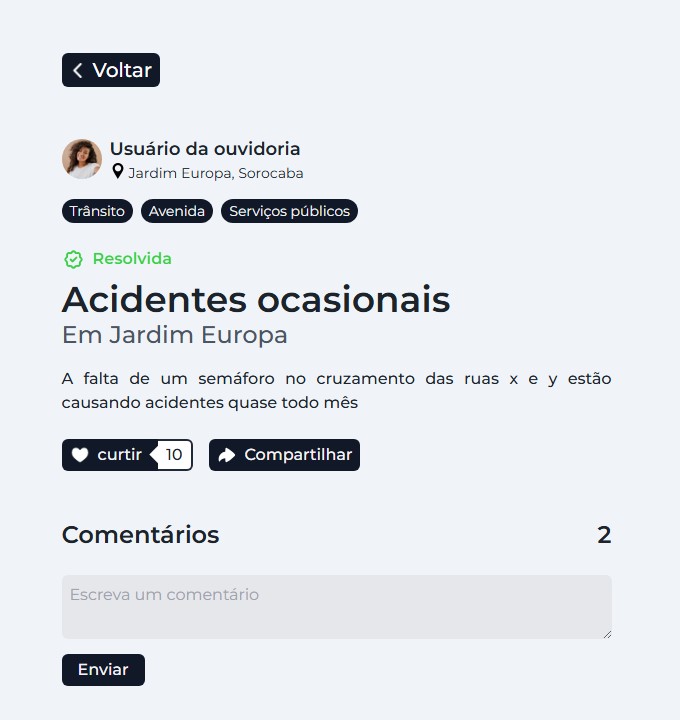 Voltar
Usuário da ouvidoria
Jardim Europa, Sorocaba
Trânsito Avenida Serviços públicos
Resolvida
Acidentes ocasionais
Em Jardim Europa
A falta de um semáforo no cruzamento das ruas x e y estão
causando acidentes quase todo mês
curtir 10 Compartilhar
Comentários 2
Escreva um comentário
Enviar